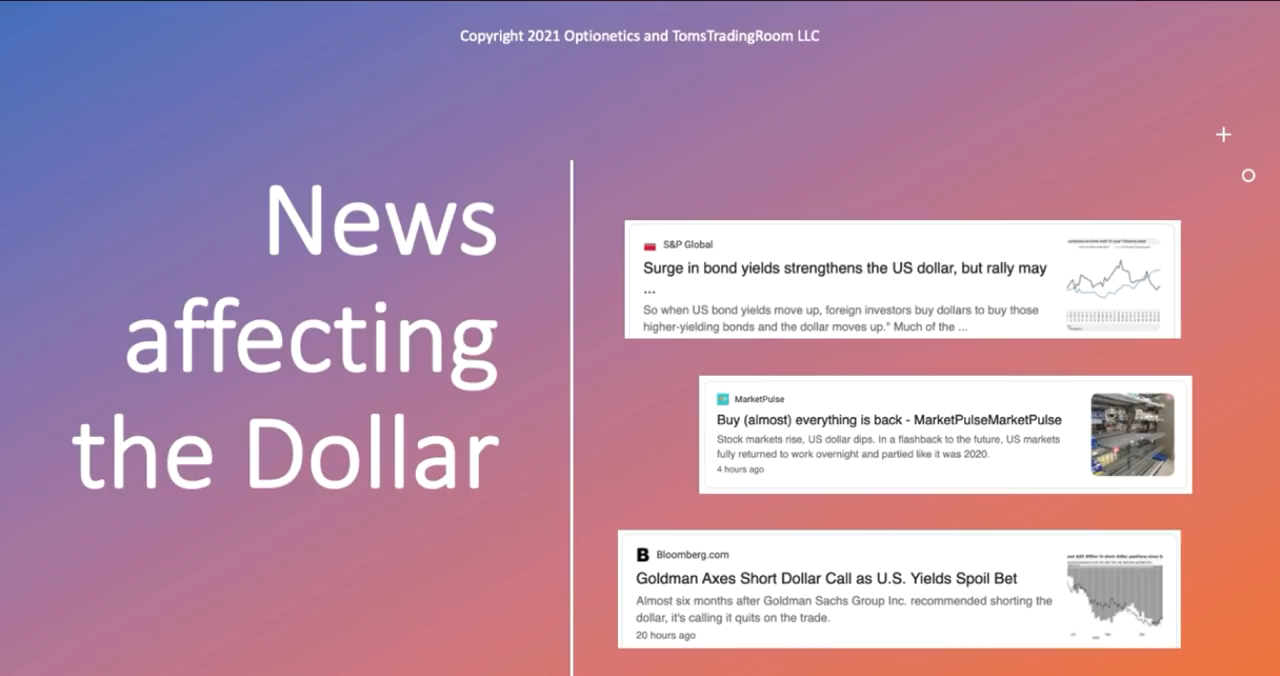 Copyright 2021 Optionetics and TomsTradingRoom LLC
News
affecting
the Dollar
S&P Global
Surge in bond yields strengthens the US dollar, but rally may
...
So when US bond yields move up, foreign investors buy dollars to buy those
higher-yielding bonds and the dollar moves up." Much of the ...
MarketPulse
Buy (almost) everything is back - MarketPulseMarketPulse
Stock markets rise, US dollar dips. In a flashback to the future, US markets
fully returned to work overnight and partied like it was 2020.
4 hours ago
B Bloomberg.com
Goldman Axes Short Dollar Call as U.S. Yields Spoil Bet
Almost six months after Goldman Sachs Group Inc. recommended shorting the
dollar, it's calling it quits on the trade.
20 hours ago